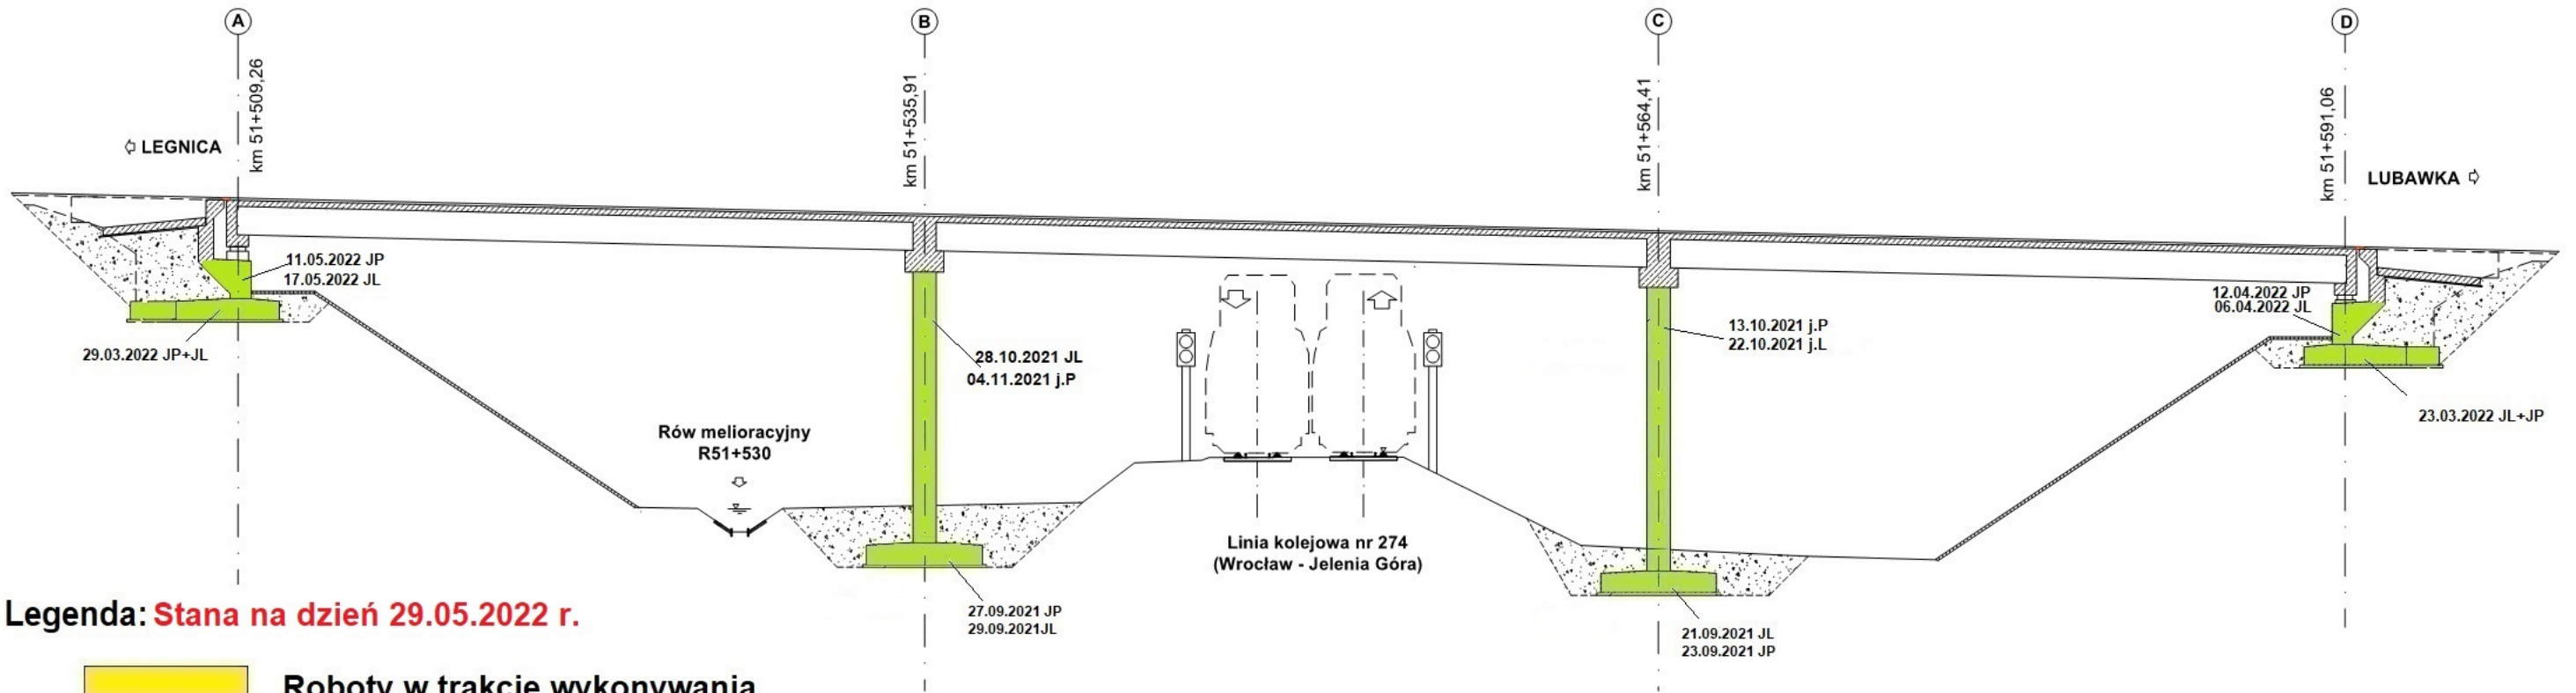 A
B
C
D
km 51+509,26
km 51+535,91
km 51+564,41
km 51+591,06
⇦ LEGNICA
LUBAWKA ⇨
11.05.2022 JP
17.05.2022 JL
29.03.2022 JP+JL
28.10.2021 JL
04.11.2021 j.P
13.10.2021 j.P
22.10.2021 j.L
12.04.2022 JP
06.04.2022 JL
23.03.2022 JL+JP
Rów melioracyjny
R51+530
Linia kolejowa nr 274
(Wrocław - Jelenia Góra)
27.09.2021 JP
29.09.2021JL
21.09.2021 JL
23.09.2021 JP
Legenda: Stana na dzień 29.05.2022 r.
Roboty w trakcie wykonywania